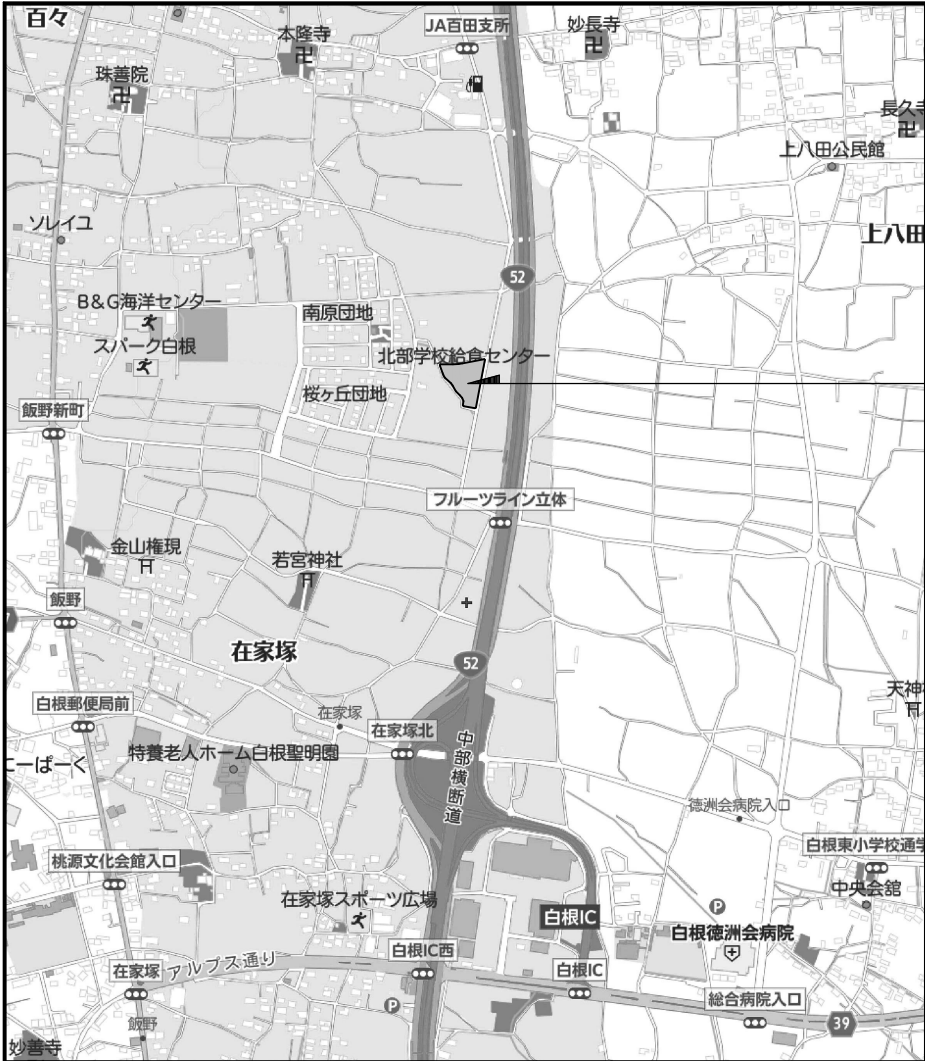 百々
本隆寺
JA百田支所
妙長寺
珠善院
長久寺
上八田公民館
ソレイユ
上八田
52
B&G海洋センター
南原団地
スパーク白根
北部学校給食センター
桜ヶ丘団地
飯野新町
フルーツライン立体
金山権現
若宮神社
飯野
在家塚
52
天神
白根郵便局前
在家塚
在家塚北
特養老人ホーム白根聖明園
こーぱーく
中部横断道
徳洲会病院入口
白根東小学校通学
桃源文化会館入口
中央会舘
在家塚スポーツ広場
P
白根IC
白根徳洲会病院
白根IC西
アルプス通り
在家塚
白根IC
総合病院入口
P
39
飯野
妙善寺